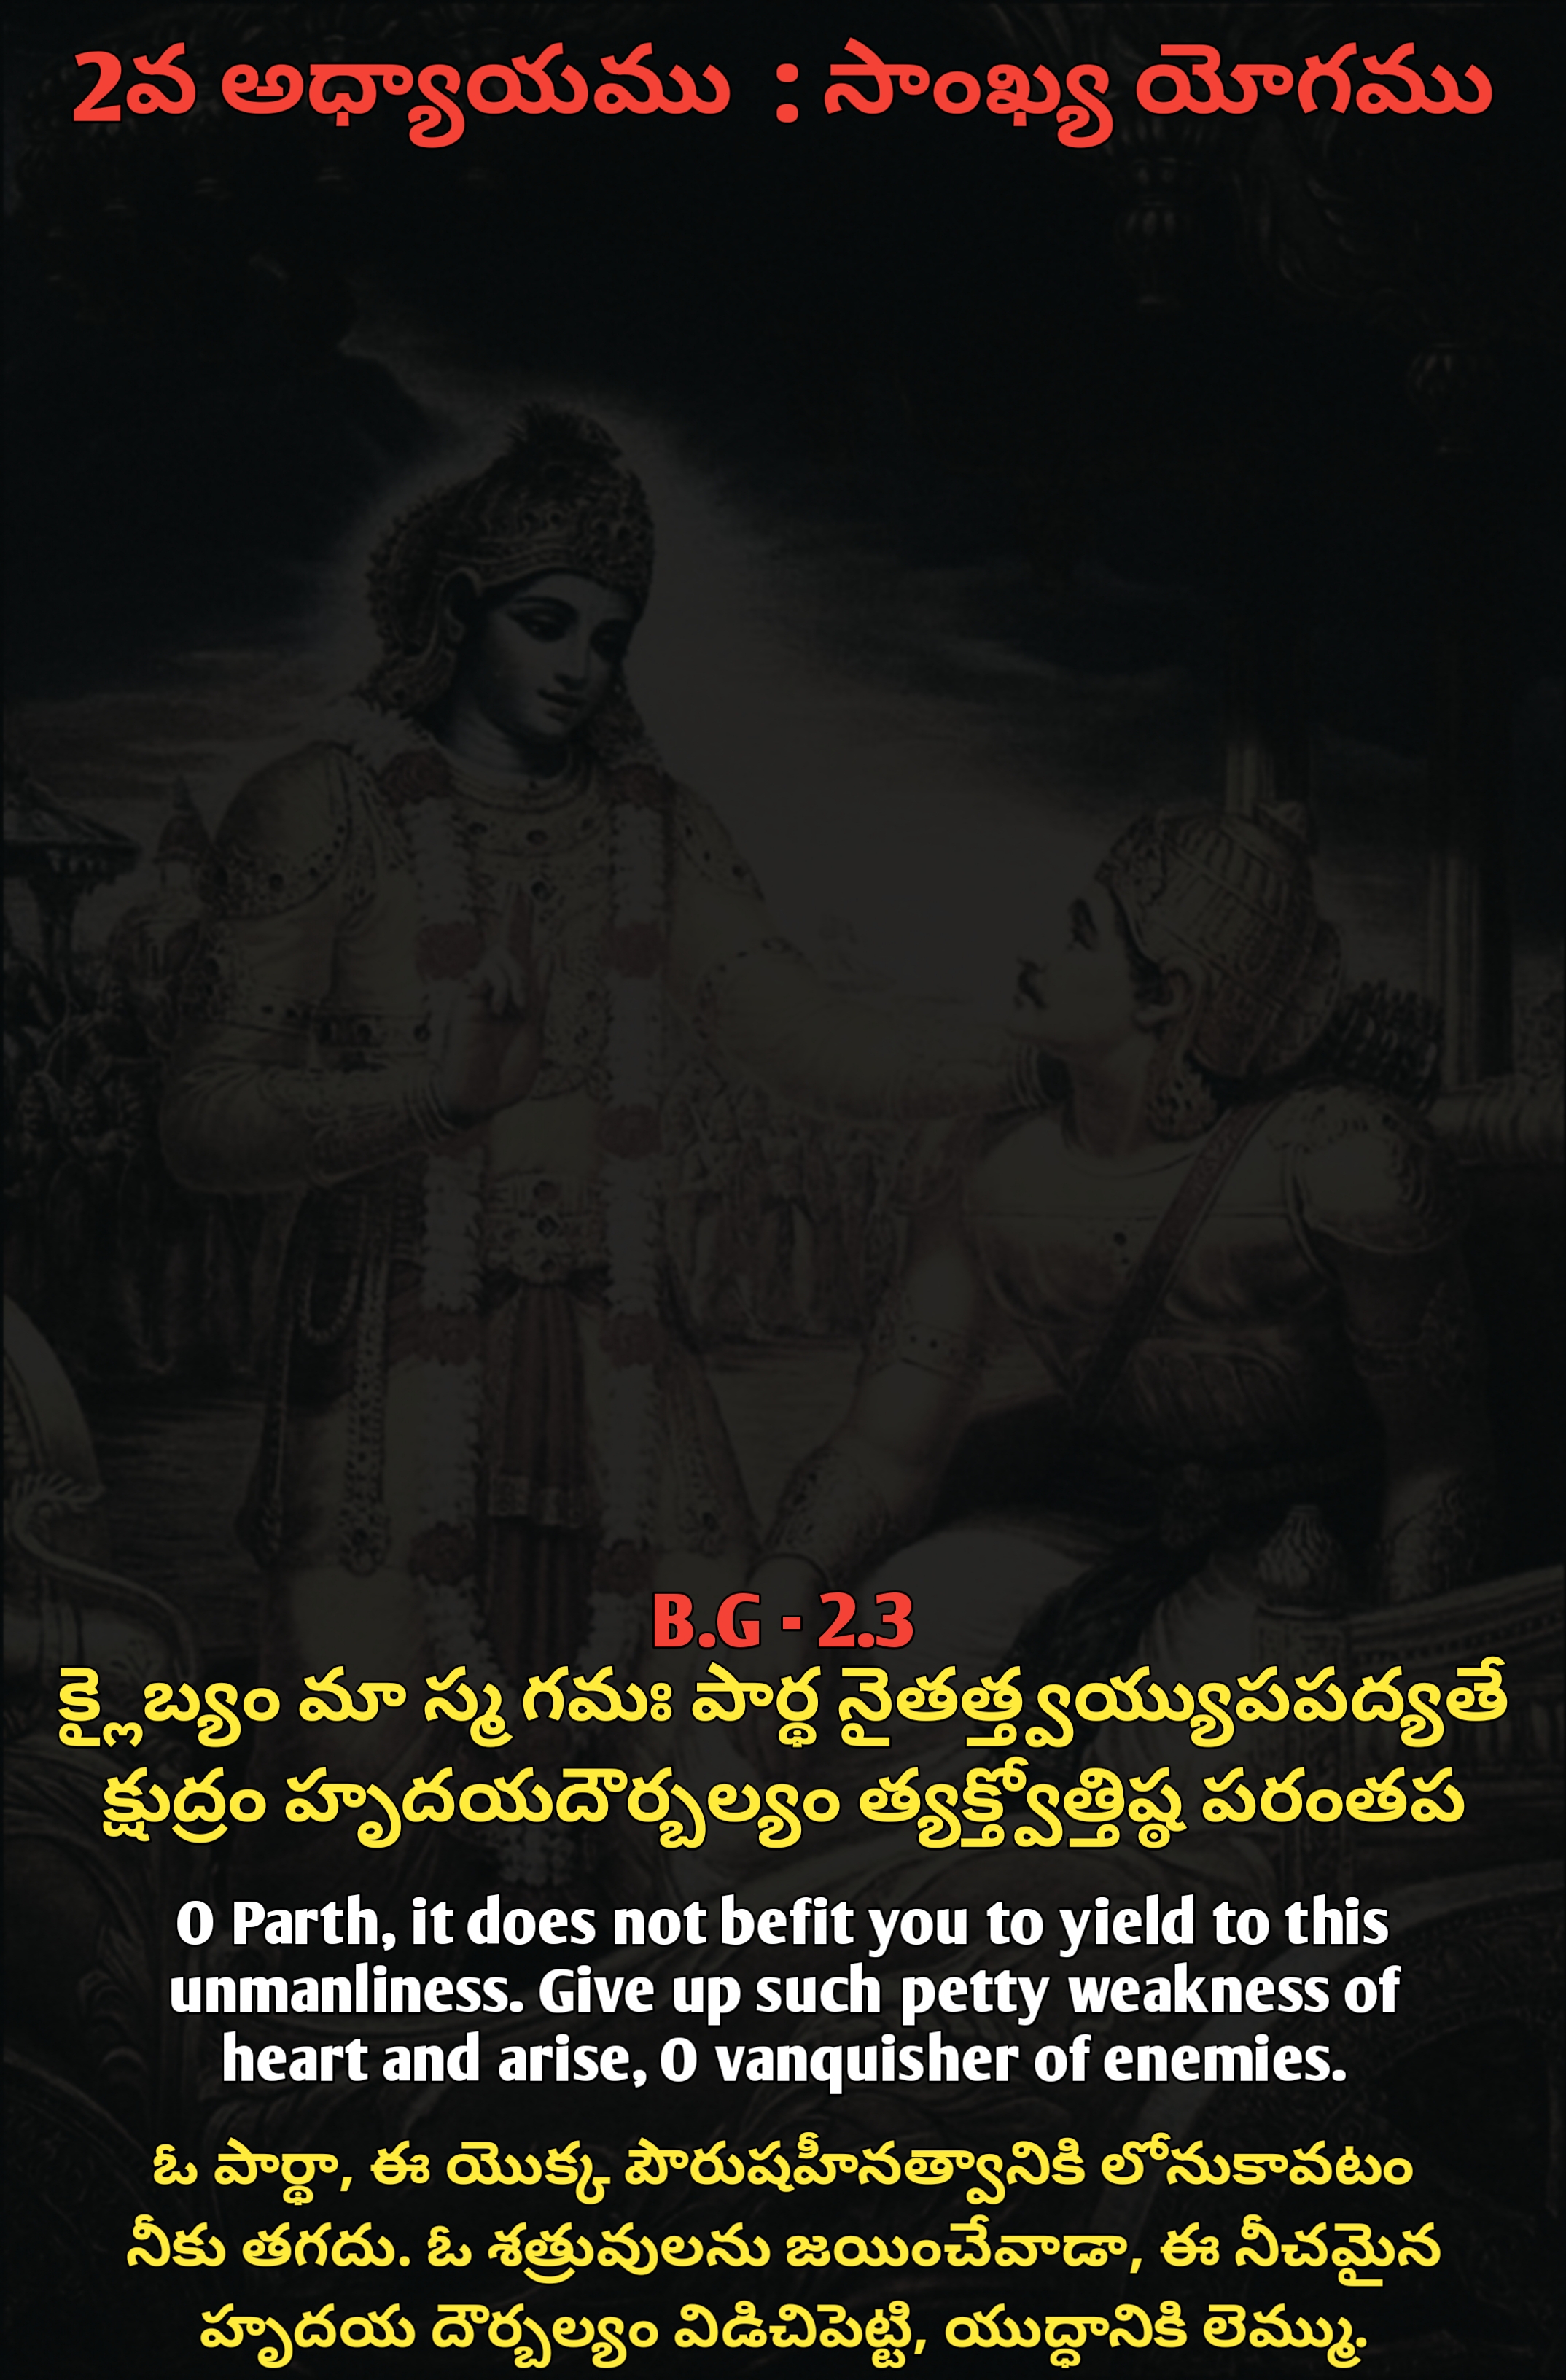 2వ అధ్యాయము : సాంఖ్య యోగము
B.G - 2.3
క్లైబ్యం మా స్మ గమః పార్థ నైతత్త్వయ్యుపపద్యతే
క్షుద్రం హృదయదౌర్బల్యం త్యక్త్వోత్తిష్ఠ పరంతప
O Parth, it does not befit you to yield to this
unmanliness. Give up such petty weakness of
heart and arise, O vanquisher of enemies.
ఓ పార్థా, ఈ యొక్క పౌరుషహీనత్వానికి లోనుకావటం
నీకు తగదు. ఓ శత్రువులను జయించేవాడా, ఈ నీచమైన
హృదయ దౌర్బల్యం విడిచిపెట్టి, యుద్ధానికి లెమ్ము.